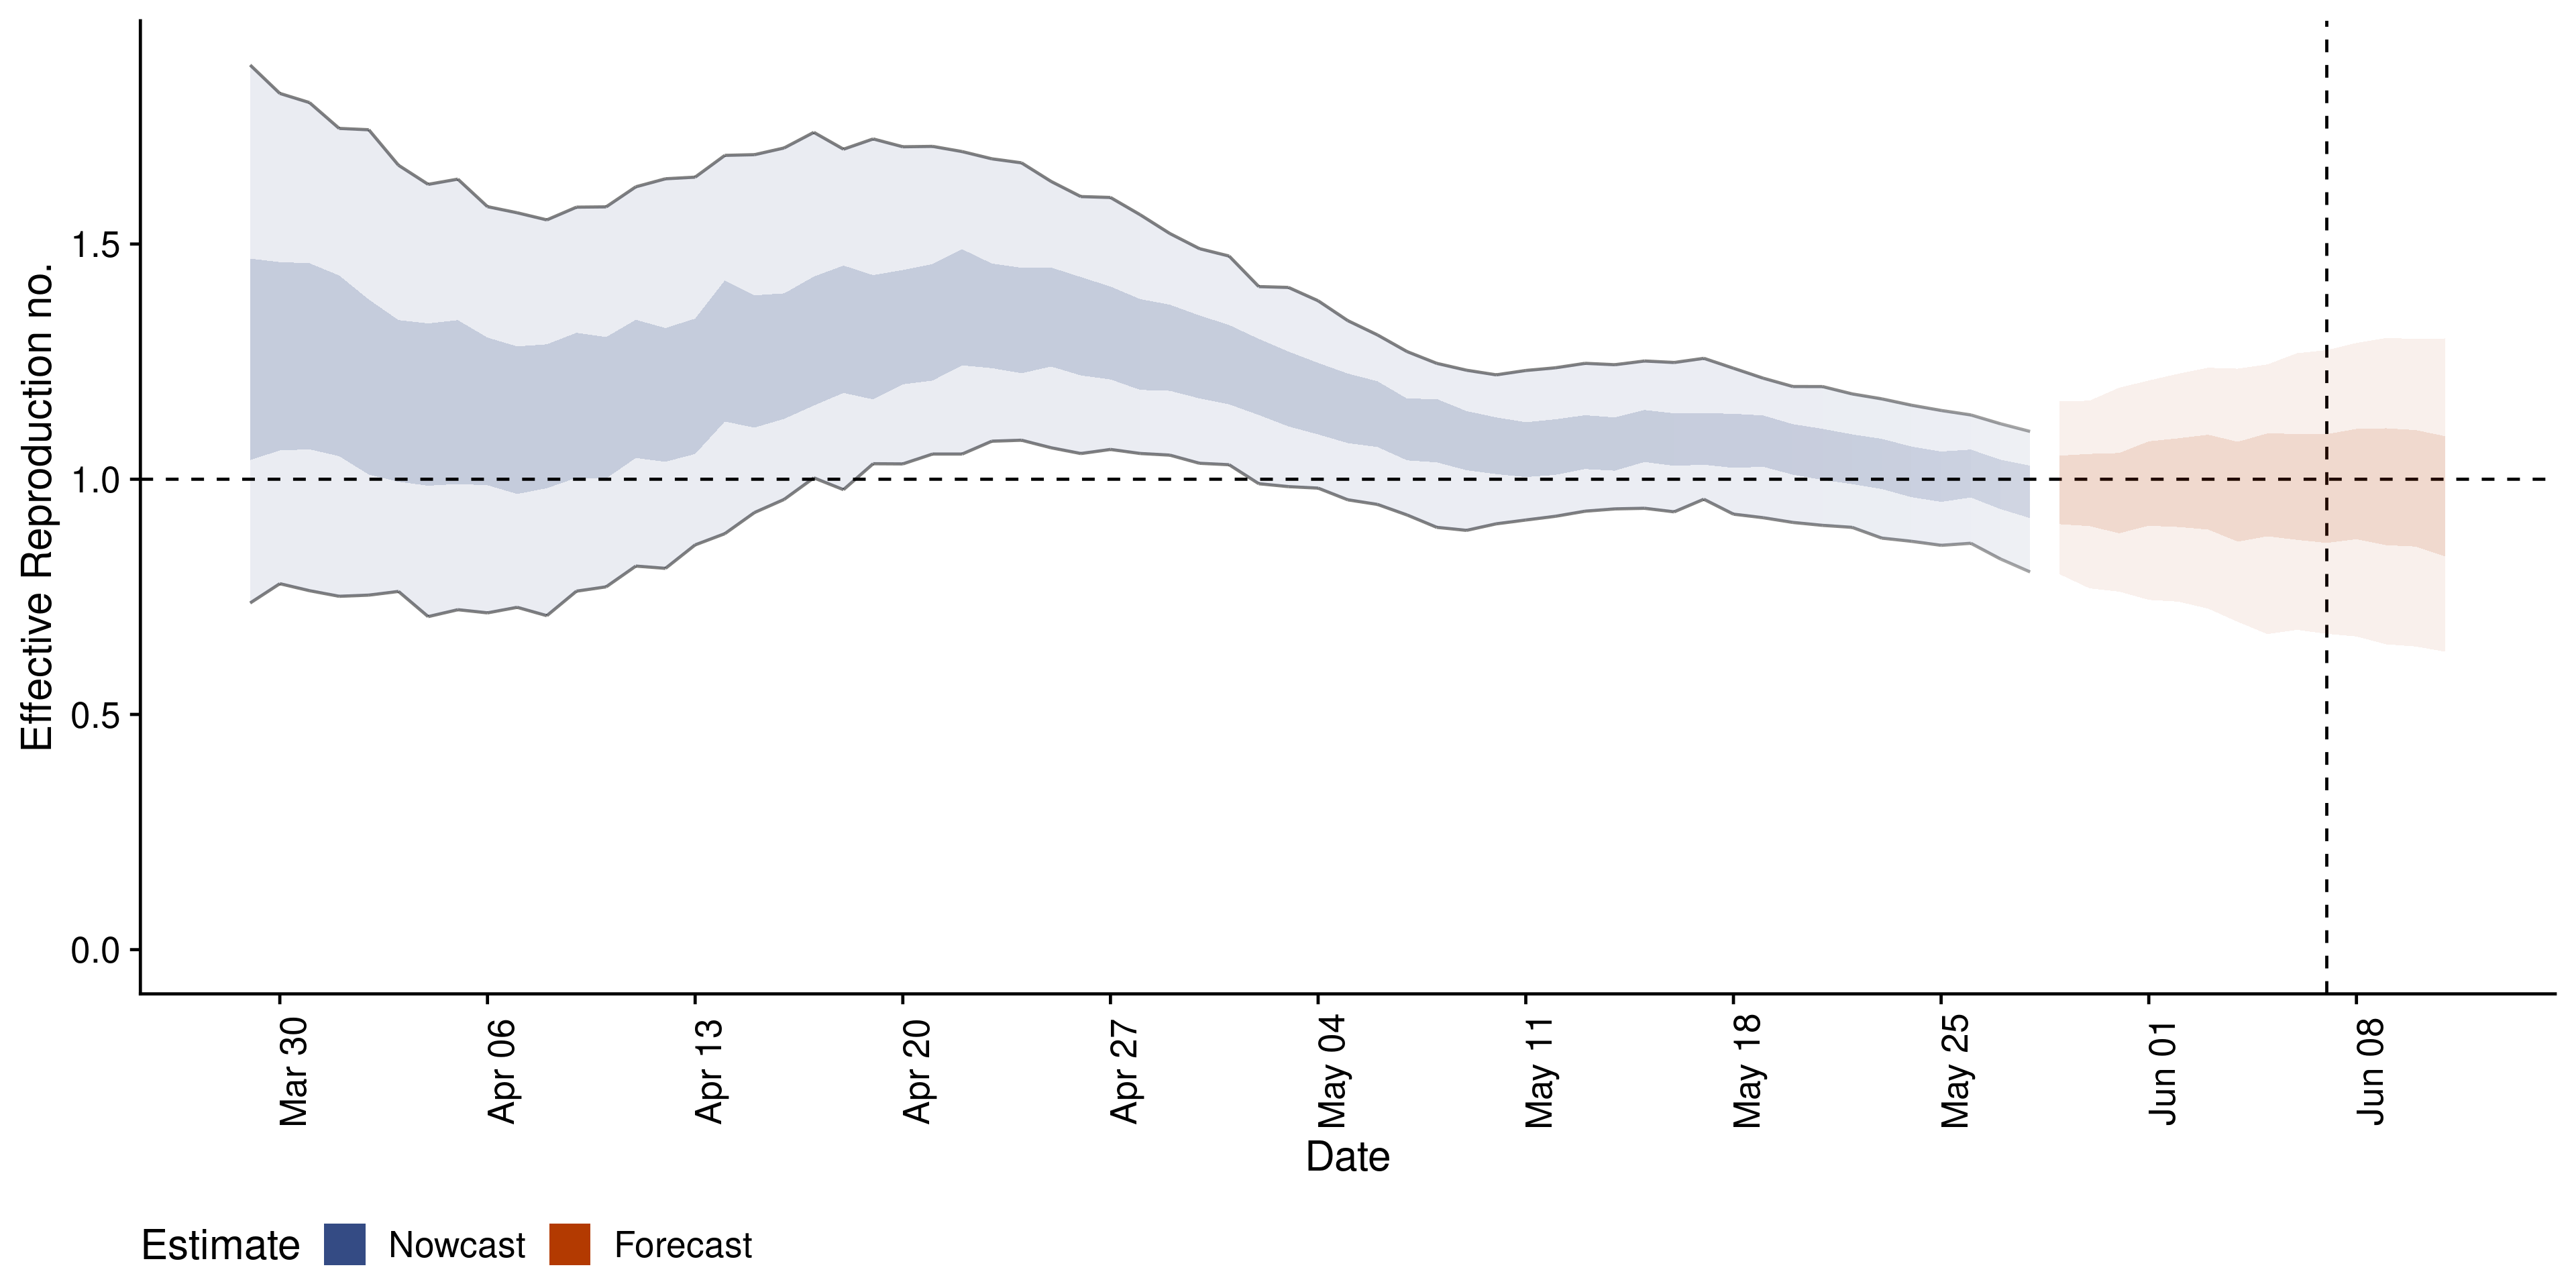 Effective Reproduction no.
1.5
1.0
0.5
0.0
Mar 30
Apr 06
Apr 13
Apr 20
Apr 27
May 04
May 11
May 18
May 25
Jun 01
Jun 08
Date
Estimate Nowcast Forecast